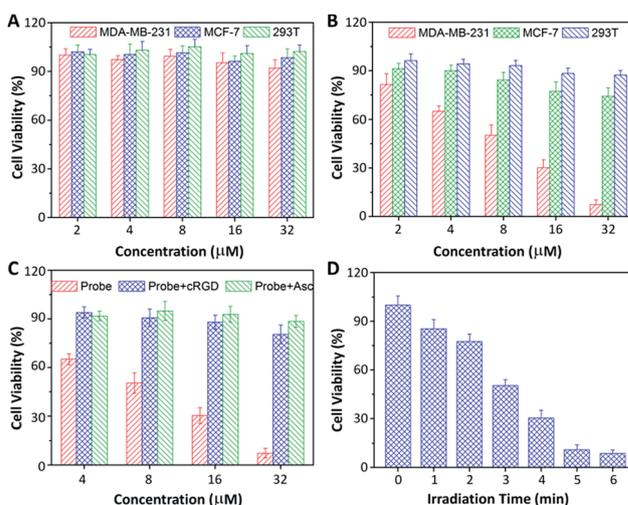 A
MDA-MB-231 MCF-7 293T
120
90
60
30
0
Cell Viability (%)
2 4 8 16 32
Concentration (μM)
B
MDA-MB-231 MCF-7 293T
120
90
60
30
0
Cell Viability (%)
2 4 8 16 32
Concentration (μM)
C
Probe Probe+cRGD Probe+Asc
120
90
60
30
0
Cell Viability (%)
4 8 16 32
Concentration (μM)
D
120
90
60
30
0
Cell Viability (%)
0 1 2 3 4 5 6
Irradiation Time (min)